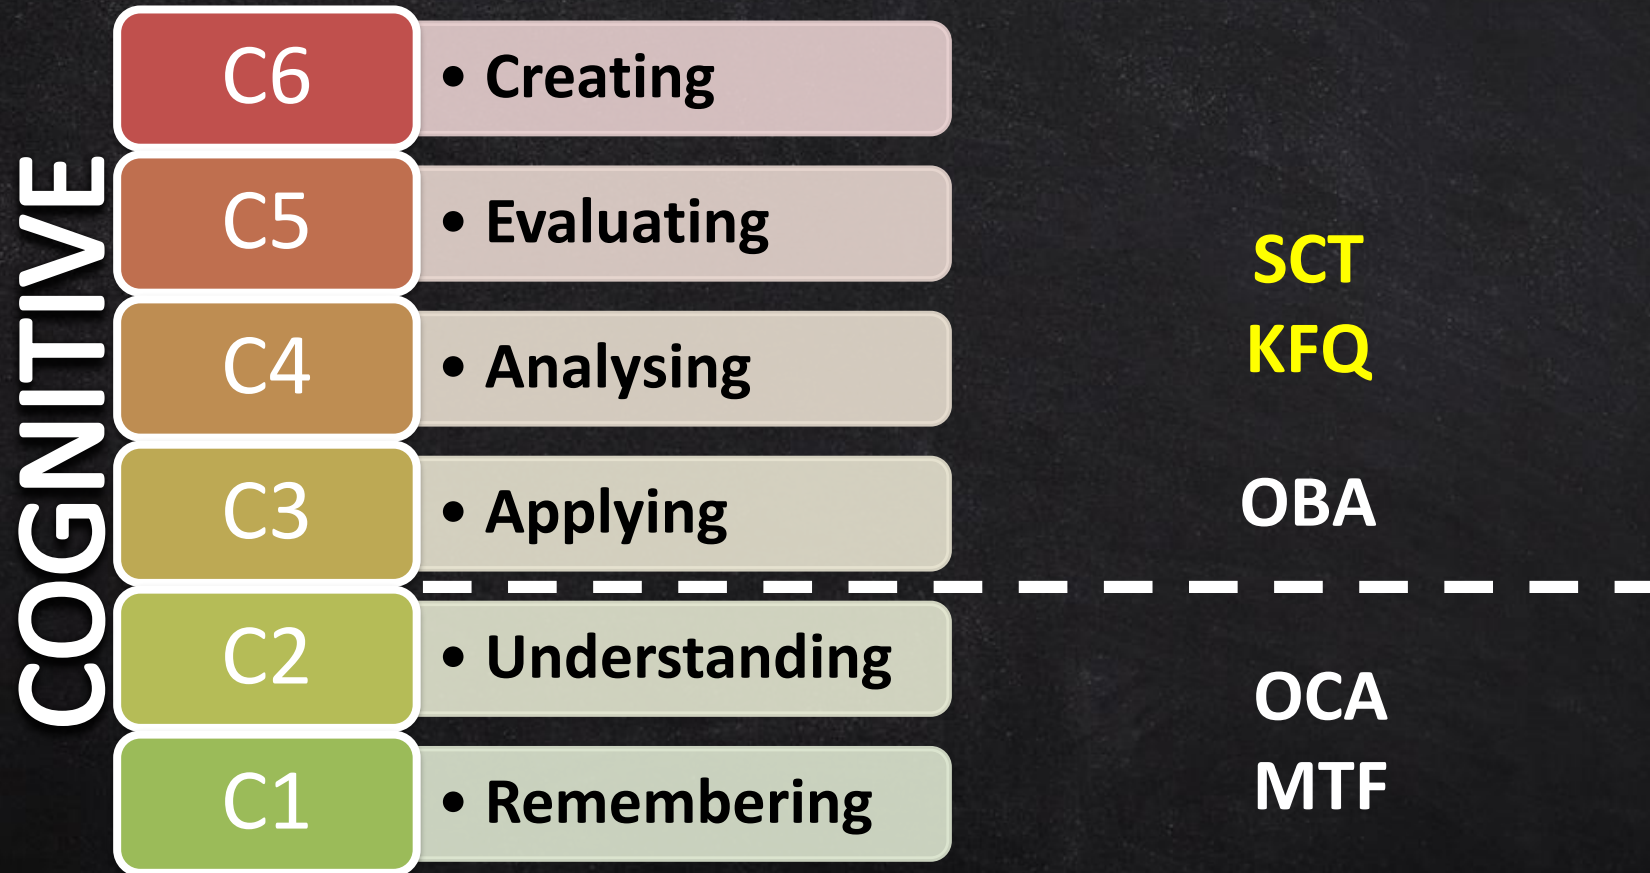 COGNITIVE
C6
• Creating
C5
• Evaluating
C4
• Analysing
C3
• Applying
C2
• Understanding
C1
• Remembering
SCT
KFQ
OBA
OCA
MTF